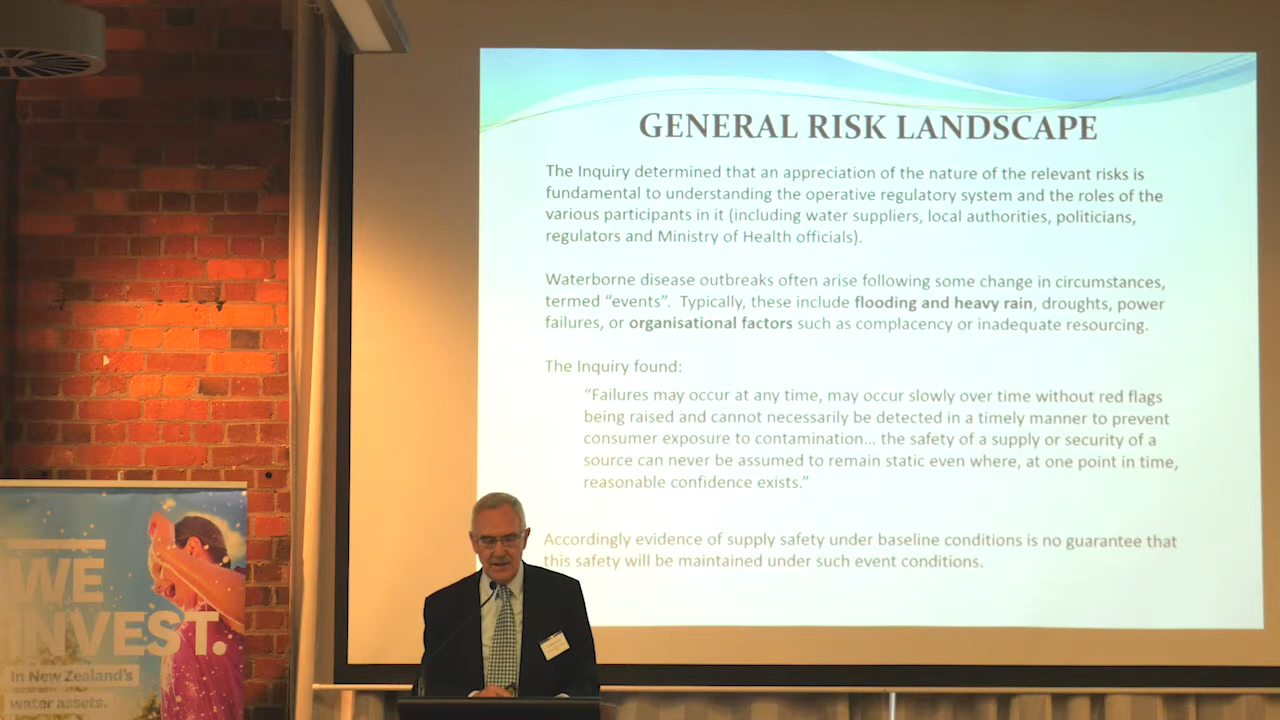 GENERAL RISK LANDSCAPE
The Inquiry determined that an appreciation of the nature of the relevant risks is
fundamental to understanding the operative regulatory system and the roles of the
various participants in it (including water suppliers, local authorities, politicians,
regulators and Ministry of Health officials).
Waterborne disease outbreaks often arise following some change in circumstances,
termed “events”. Typically, these include flooding and heavy rain, droughts, power
failures, or organisational factors such as complacency or inadequate resourcing.
The Inquiry found:
“Failures may occur at any time, may occur slowly over time without red flags
being raised and cannot necessarily be detected in a timely manner to prevent
consumer exposure to contamination... the safety of a supply or security of a
source can never be assumed to remain static even where, at one point in time,
reasonable confidence exists.”
Accordingly evidence of supply safety under baseline conditions is no guarantee that
this safety will be maintained under such event conditions.
WE
INVEST.
In New Zealand's
water assets.